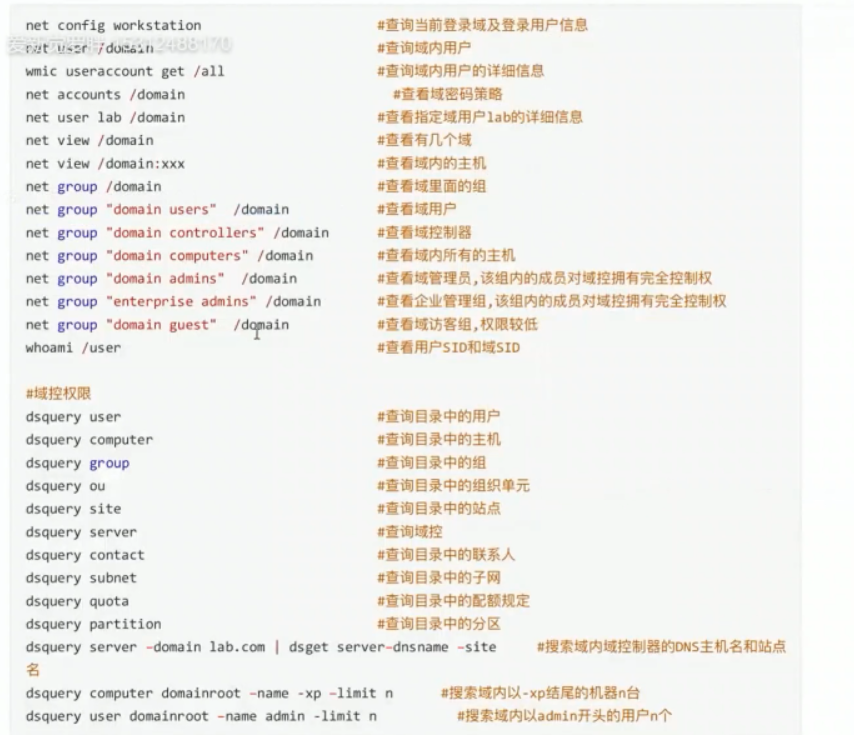 net config workstation #查询当前登录域及登录用户信息
net user /domain #查询域内用户
wmic useraccount get /all #查询域内用户的详细信息
net accounts /domain #查看域密码策略
net user lab /domain #查看指定域用户lab的详细信息
net view /domain #查看有几个域
net view /domain:xxx #查看域内的主机
net group /domain #查看域里面的组
net group "domain users" /domain #查看域用户
net group "domain controllers" /domain #查看域控制器
net group "domain computers" /domain #查看域内所有的主机
net group "domain admins" /domain #查看域管理员,该组内的成员对域控拥有完全控制权
net group "enterprise admins" /domain #查看企业管理组,该组内的成员对域控拥有完全控制权
net group "domain guest" /domain #查看域访客组,权限较低
whoami /user #查看用户SID和域SID
#域控权限
dsquery user #查询目录中的用户
dsquery computer #查询目录中的主机
dsquery group #查询目录中的组
dsquery ou #查询目录中的组织单元
dsquery site #查询目录中的站点
dsquery server #查询域控
dsquery contact #查询目录中的联系人
dsquery subnet #查询目录中的子网
dsquery quota #查询目录中的配额规定
dsquery partition #查询目录中的分区
dsquery server –domain lab.com | dsget server–dnsname –site #搜索域内域控制器的DNS主机名和站点
名
dsquery computer domainroot –name -xp –limit n #搜索域内以-xp结尾的机器n台
dsquery user domainroot –name admin -limit n #搜索域内以admin开头的用户n个